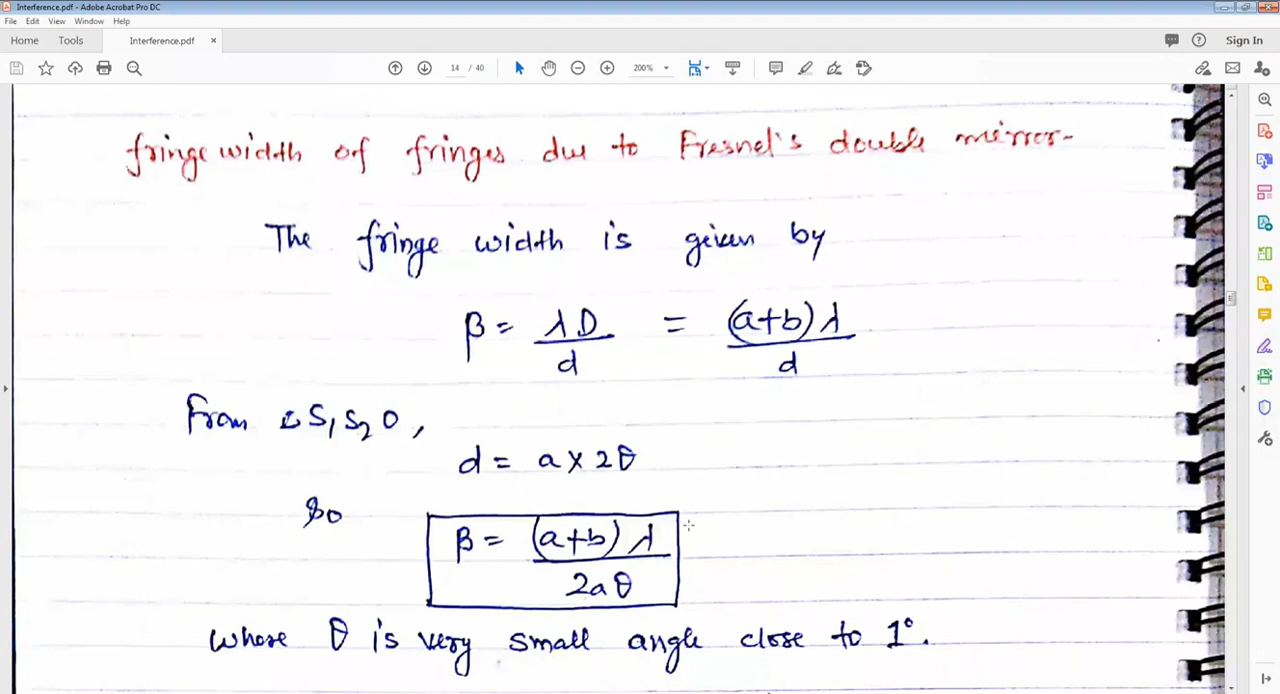 Interference.pdf - Adobe Acrobat Pro DC
File Edit View Window Help
Home Tools Interference.pdf × Sign In
14 / 40 200%
fringe width of fringes due to Fresnel's double mirror-
The fringe width is given by
β = λD/d = (a+b)λ/d
From △S₁S₂O,
d = a × 2θ
So
β = (a+b)λ/2aθ
where θ is very small angle close to 1°.